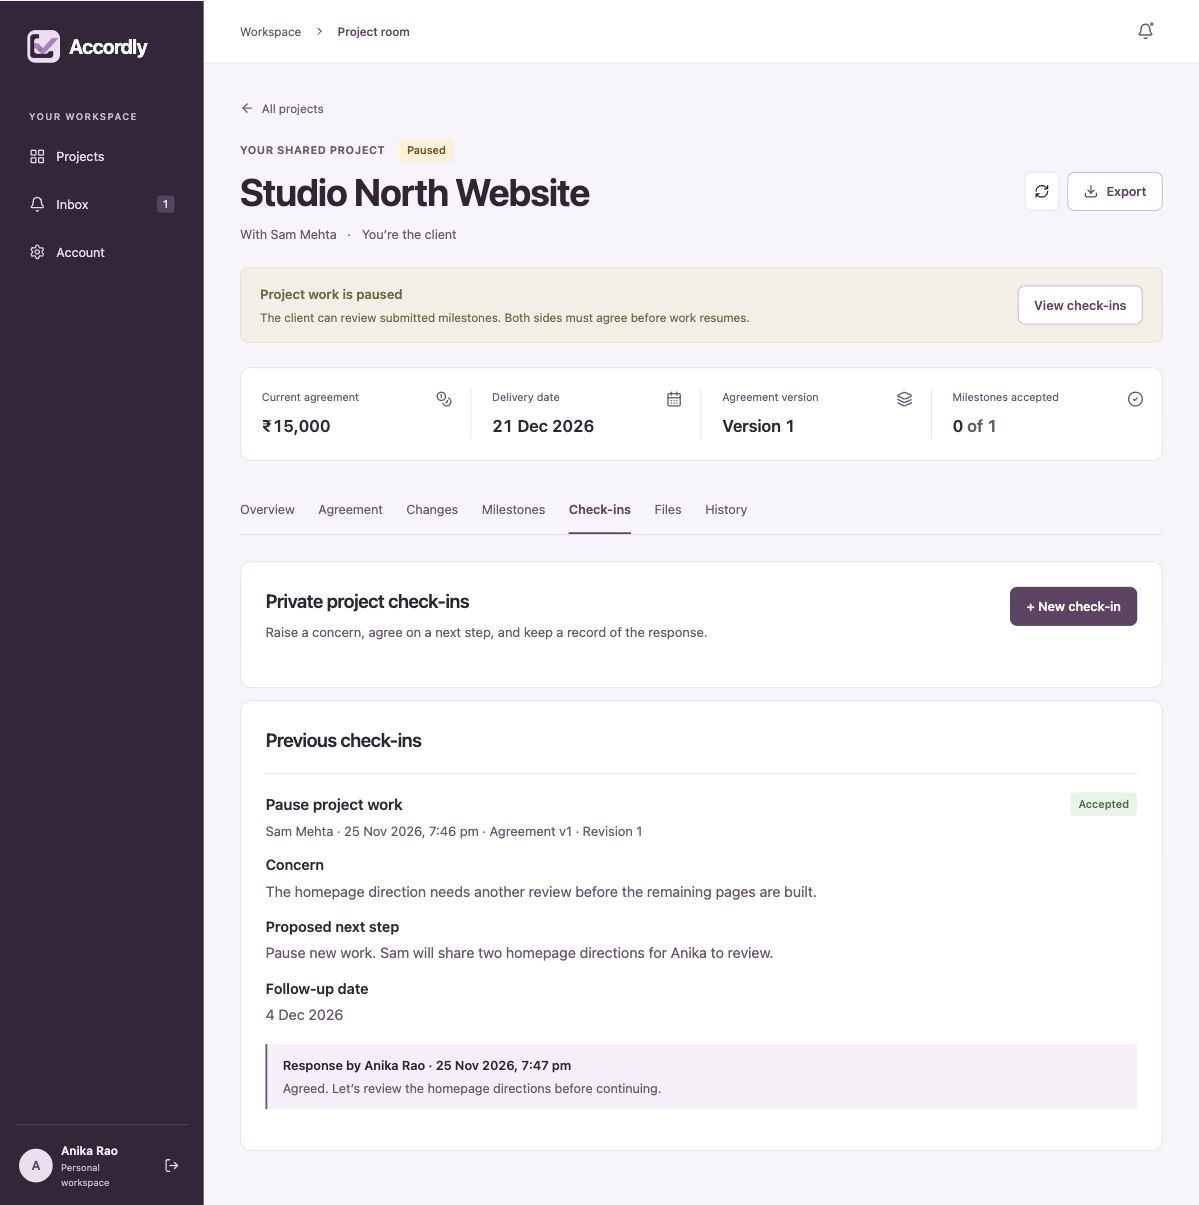 Accordly
YOUR WORKSPACE
Projects
Inbox 1
Account
Workspace > Project room
← All projects
YOUR SHARED PROJECT Paused
Studio North Website
Export
With Sam Mehta · You're the client
Project work is paused
The client can review submitted milestones. Both sides must agree before work resumes.
View check-ins
Current agreement
₹15,000
Delivery date
21 Dec 2026
Agreement version
Version 1
Milestones accepted
0 of 1
Overview Agreement Changes Milestones Check-ins Files History
Private project check-ins
Raise a concern, agree on a next step, and keep a record of the response.
+ New check-in
Previous check-ins
Pause project work
Accepted
Sam Mehta · 25 Nov 2026, 7:46 pm · Agreement v1 · Revision 1
Concern
The homepage direction needs another review before the remaining pages are built.
Proposed next step
Pause new work. Sam will share two homepage directions for Anika to review.
Follow-up date
4 Dec 2026
Response by Anika Rao · 25 Nov 2026, 7:47 pm
Agreed. Let's review the homepage directions before continuing.
A
Anika Rao
Personal
workspace